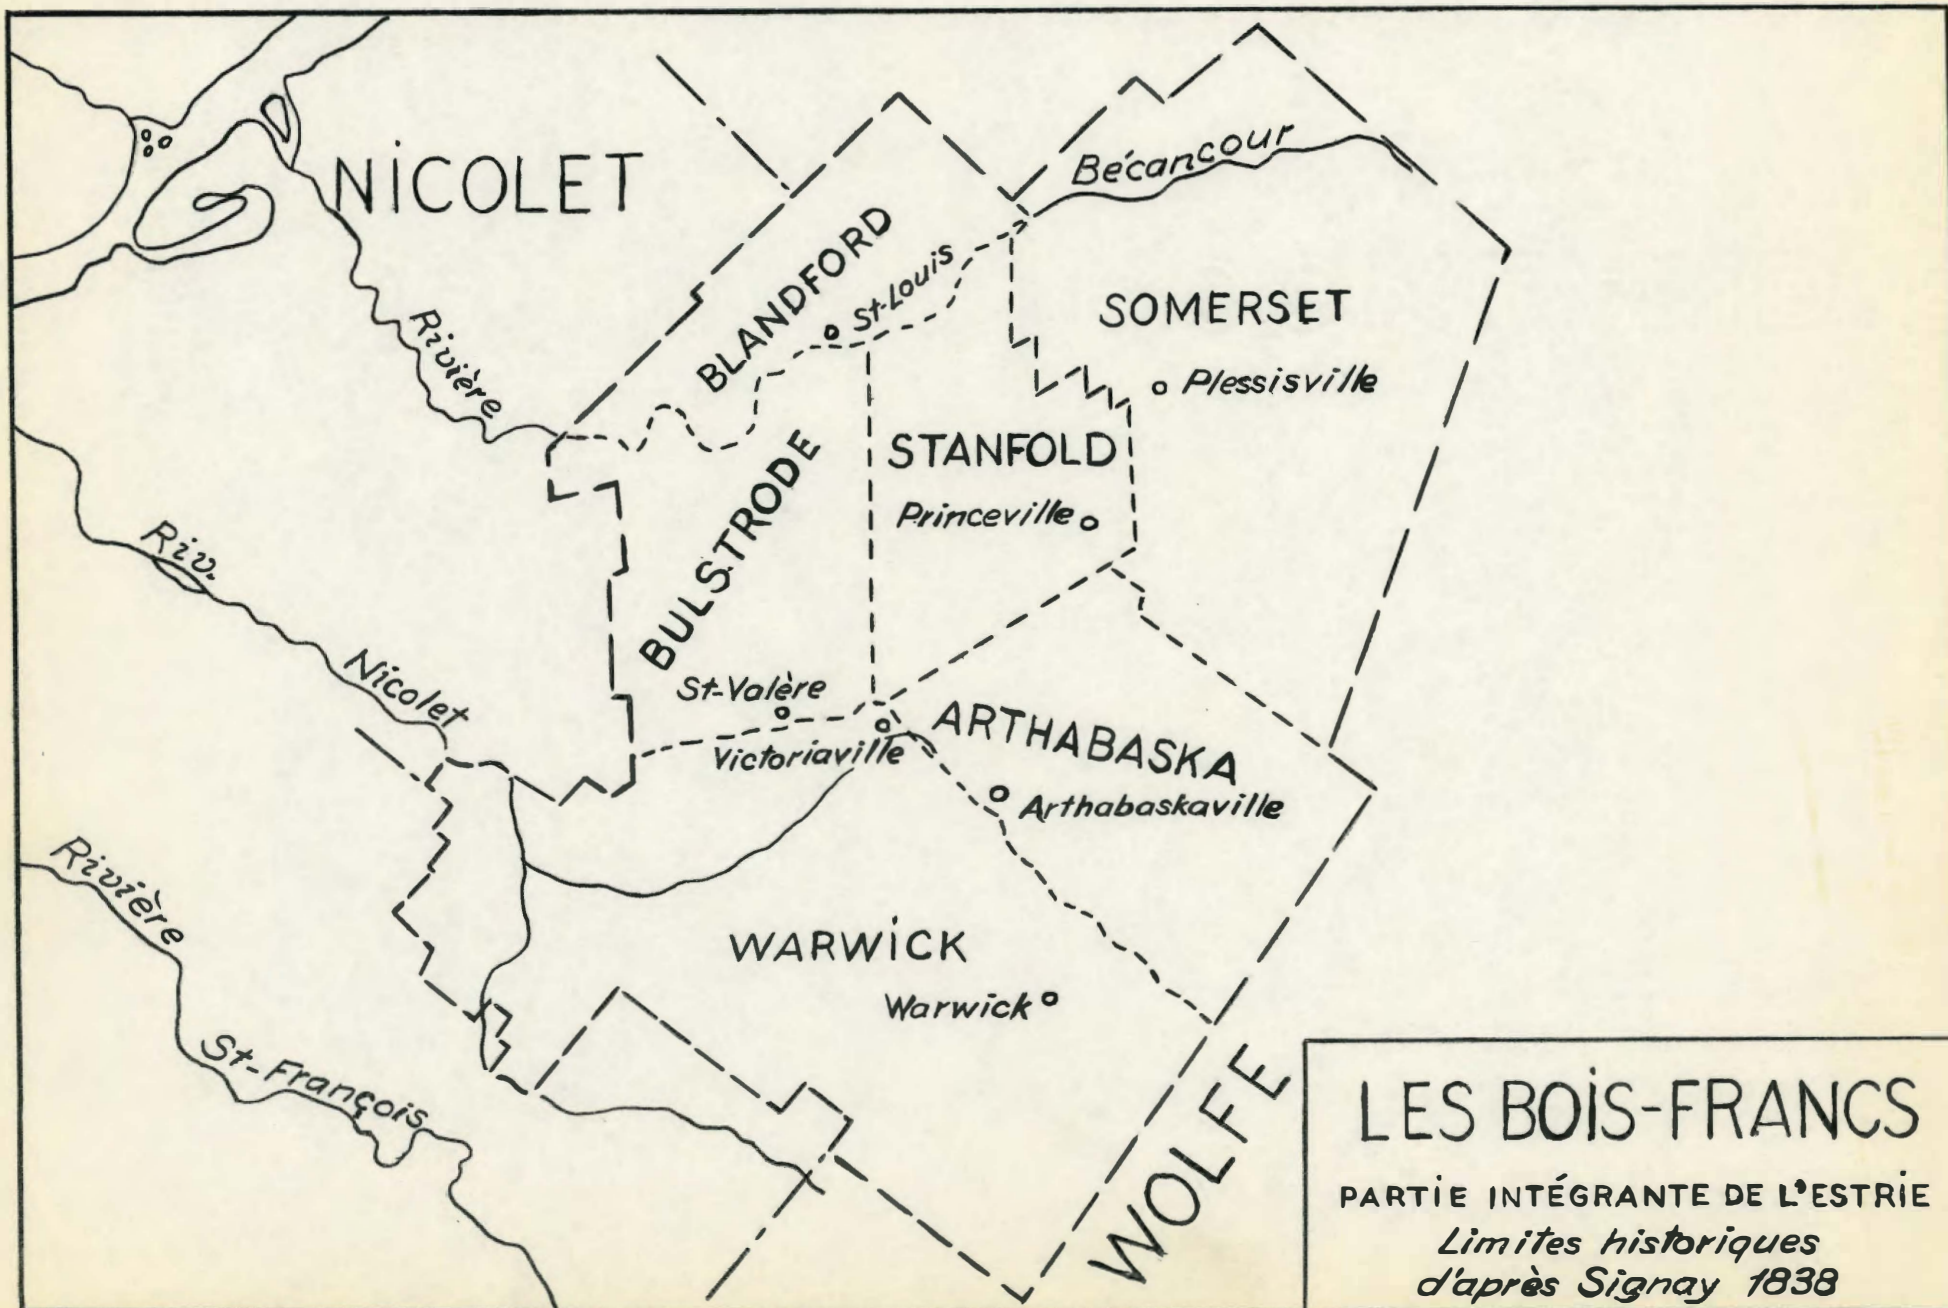 NICOLET
Bécancour
BLANDFORD
St-Louis
SOMERSET
Rivière
Plessisville
STANFOLD
BULSTRODE
Princeville
Riv.
Nicolet
St-Valère
Victoriaville
ARTHABASKA
Arthabaskaville
Rivière
WARWICK
Warwick
St-François
WOLFE
LES BOIS-FRANCS
PARTIE INTÉGRANTE DE L'ESTRIE
Limites historiques
d'après Signay 1838